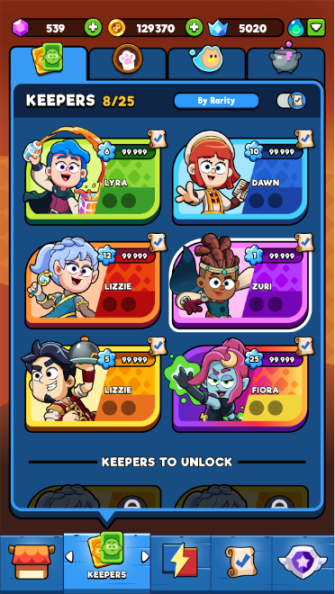 539 129370 5020
KEEPERS 8/25 By Rarity
6 99.999 10 99.999
LYRA DAWN
12 99.999 1 99.999
LIZZIE ZURI
5 99.999 25 99.999
LIZZIE FIORA
KEEPERS TO UNLOCK
KEEPERS